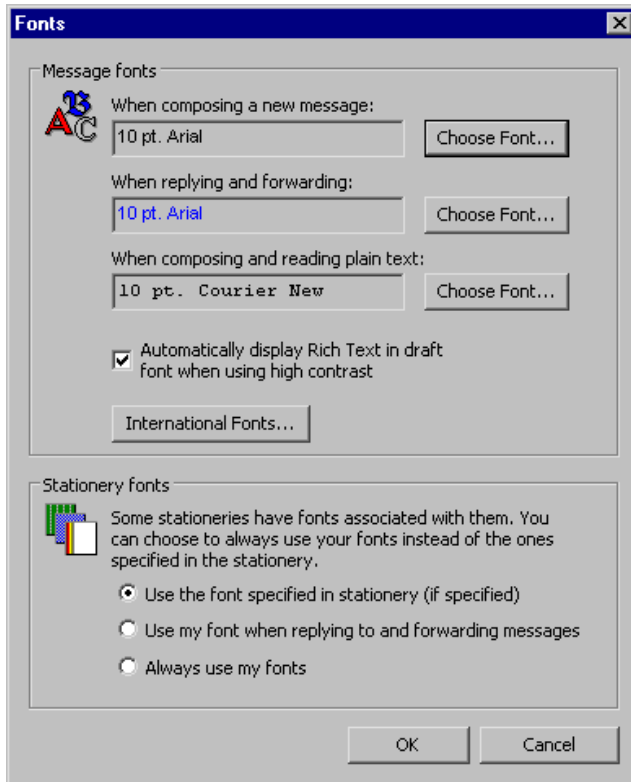 Fonts
Message fonts
When composing a new message:
10 pt. Arial
Choose Font...
When replying and forwarding:
10 pt. Arial
Choose Font...
When composing and reading plain text:
10 pt. Courier New
Choose Font...
Automatically display Rich Text in draft
font when using high contrast
International Fonts...
Stationery fonts
Some stationeries have fonts associated with them. You
can choose to always use your fonts instead of the ones
specified in the stationery.
Use the font specified in stationery (if specified)
Use my font when replying to and forwarding messages
Always use my fonts
OK
Cancel